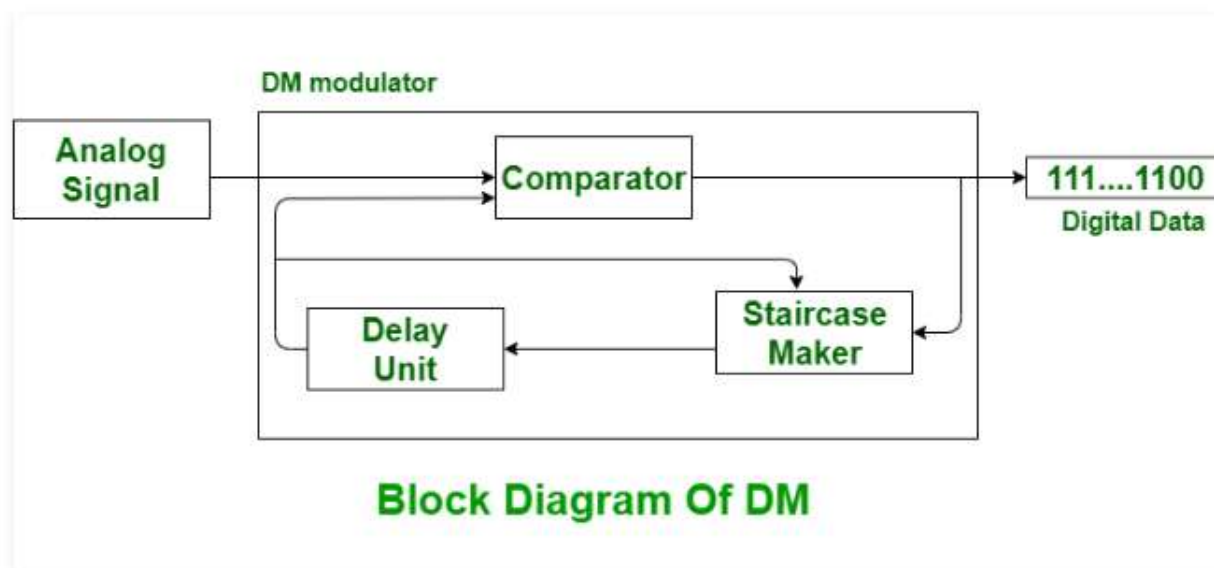 DM modulator
Analog
Signal
Comparator
111....1100
Digital Data
Delay
Unit
Staircase
Maker
Block Diagram Of DM